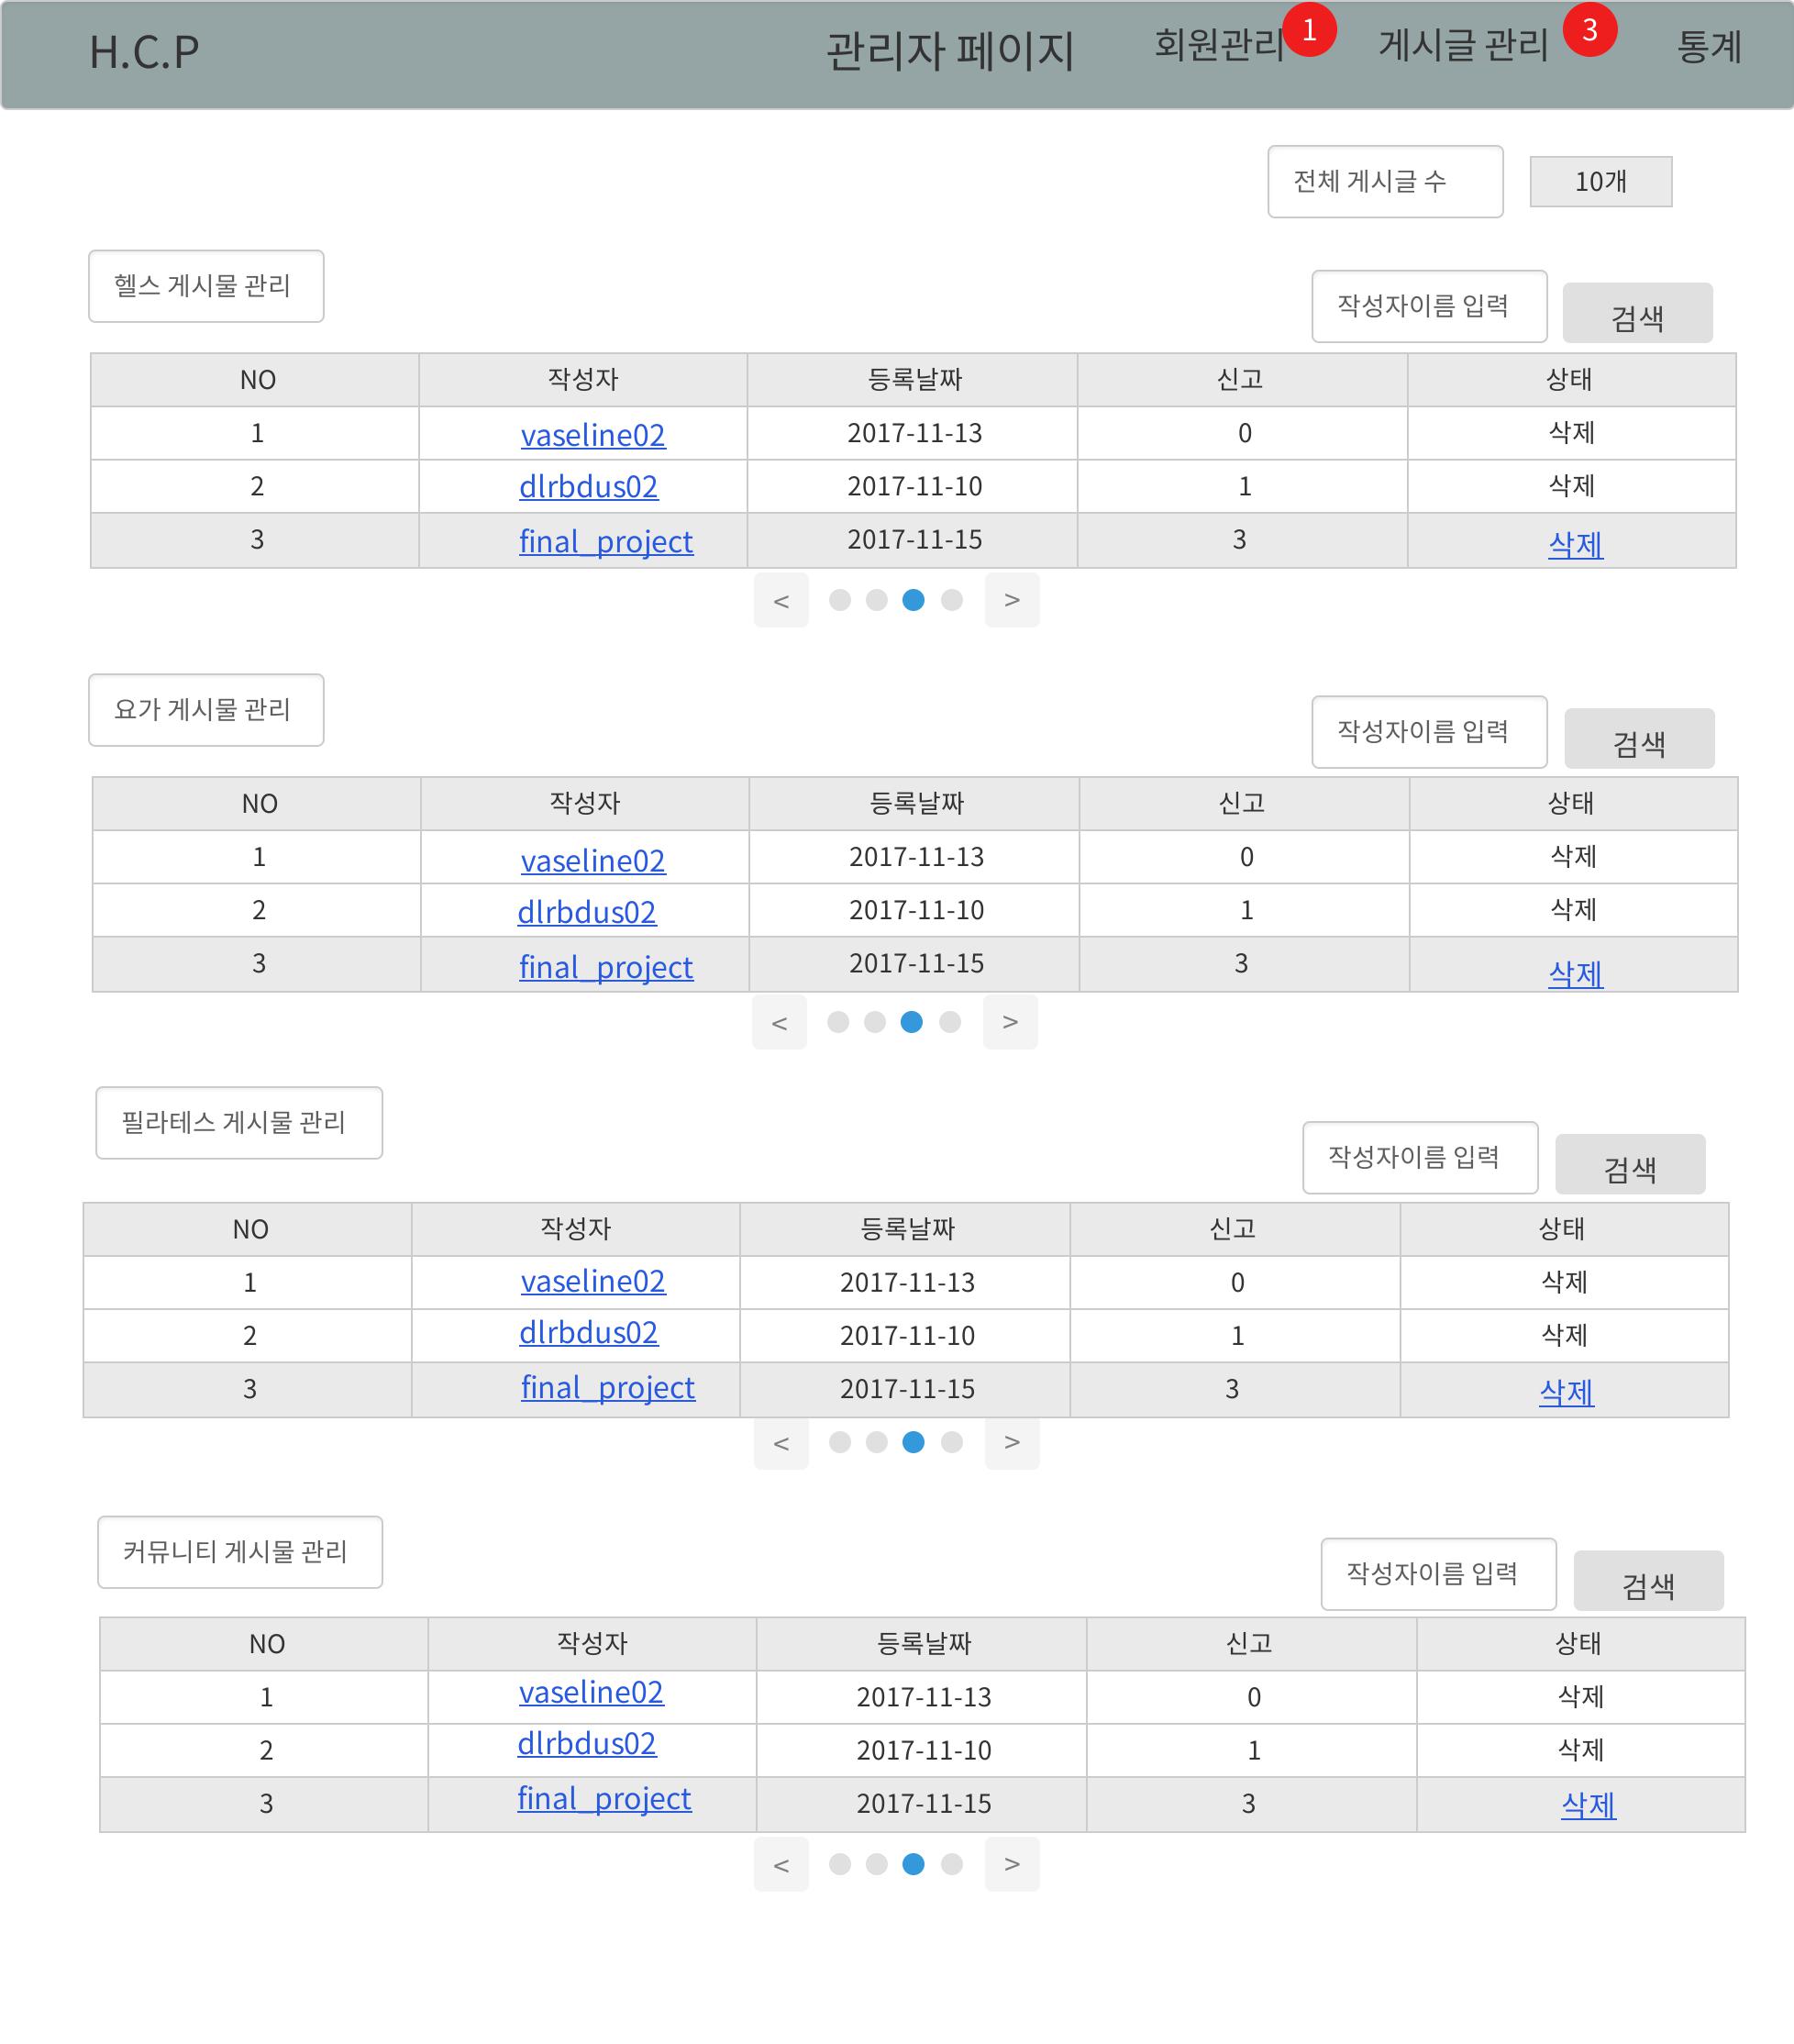 H.C.P 관리자 페이지 회원관리 1 게시글 관리 3 통계
전체 게시글 수 10개
헬스 게시물 관리
작성자이름 입력 검색
NO 작성자 등록날짜 신고 상태
1 vaseline02 2017-11-13 0 삭제
2 dlrbdus02 2017-11-10 1 삭제
3 final_project 2017-11-15 3 삭제
< >
요가 게시물 관리
작성자이름 입력 검색
NO 작성자 등록날짜 신고 상태
1 vaseline02 2017-11-13 0 삭제
2 dlrbdus02 2017-11-10 1 삭제
3 final_project 2017-11-15 3 삭제
< >
필라테스 게시물 관리
작성자이름 입력 검색
NO 작성자 등록날짜 신고 상태
1 vaseline02 2017-11-13 0 삭제
2 dlrbdus02 2017-11-10 1 삭제
3 final_project 2017-11-15 3 삭제
< >
커뮤니티 게시물 관리
작성자이름 입력 검색
NO 작성자 등록날짜 신고 상태
1 vaseline02 2017-11-13 0 삭제
2 dlrbdus02 2017-11-10 1 삭제
3 final_project 2017-11-15 3 삭제
< >